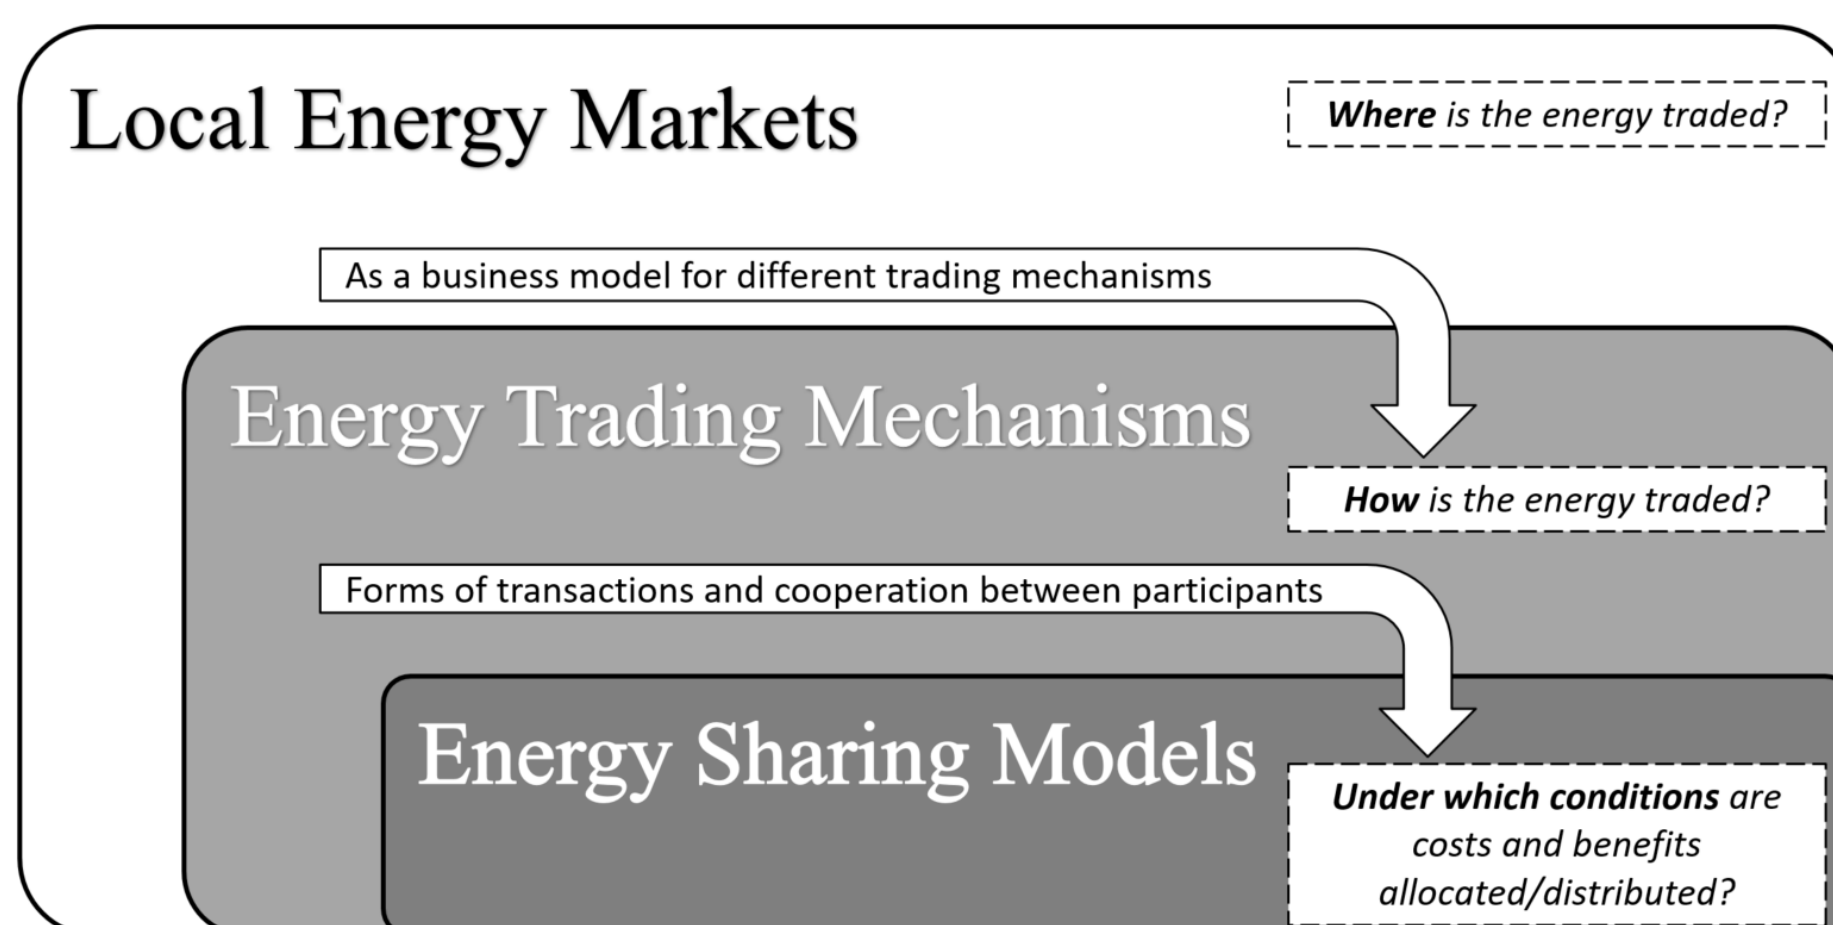 Local Energy Markets
Where is the energy traded?
As a business model for different trading mechanisms
Energy Trading Mechanisms
How is the energy traded?
Forms of transactions and cooperation between participants
Energy Sharing Models
Under which conditions are
costs and benefits
allocated/distributed?